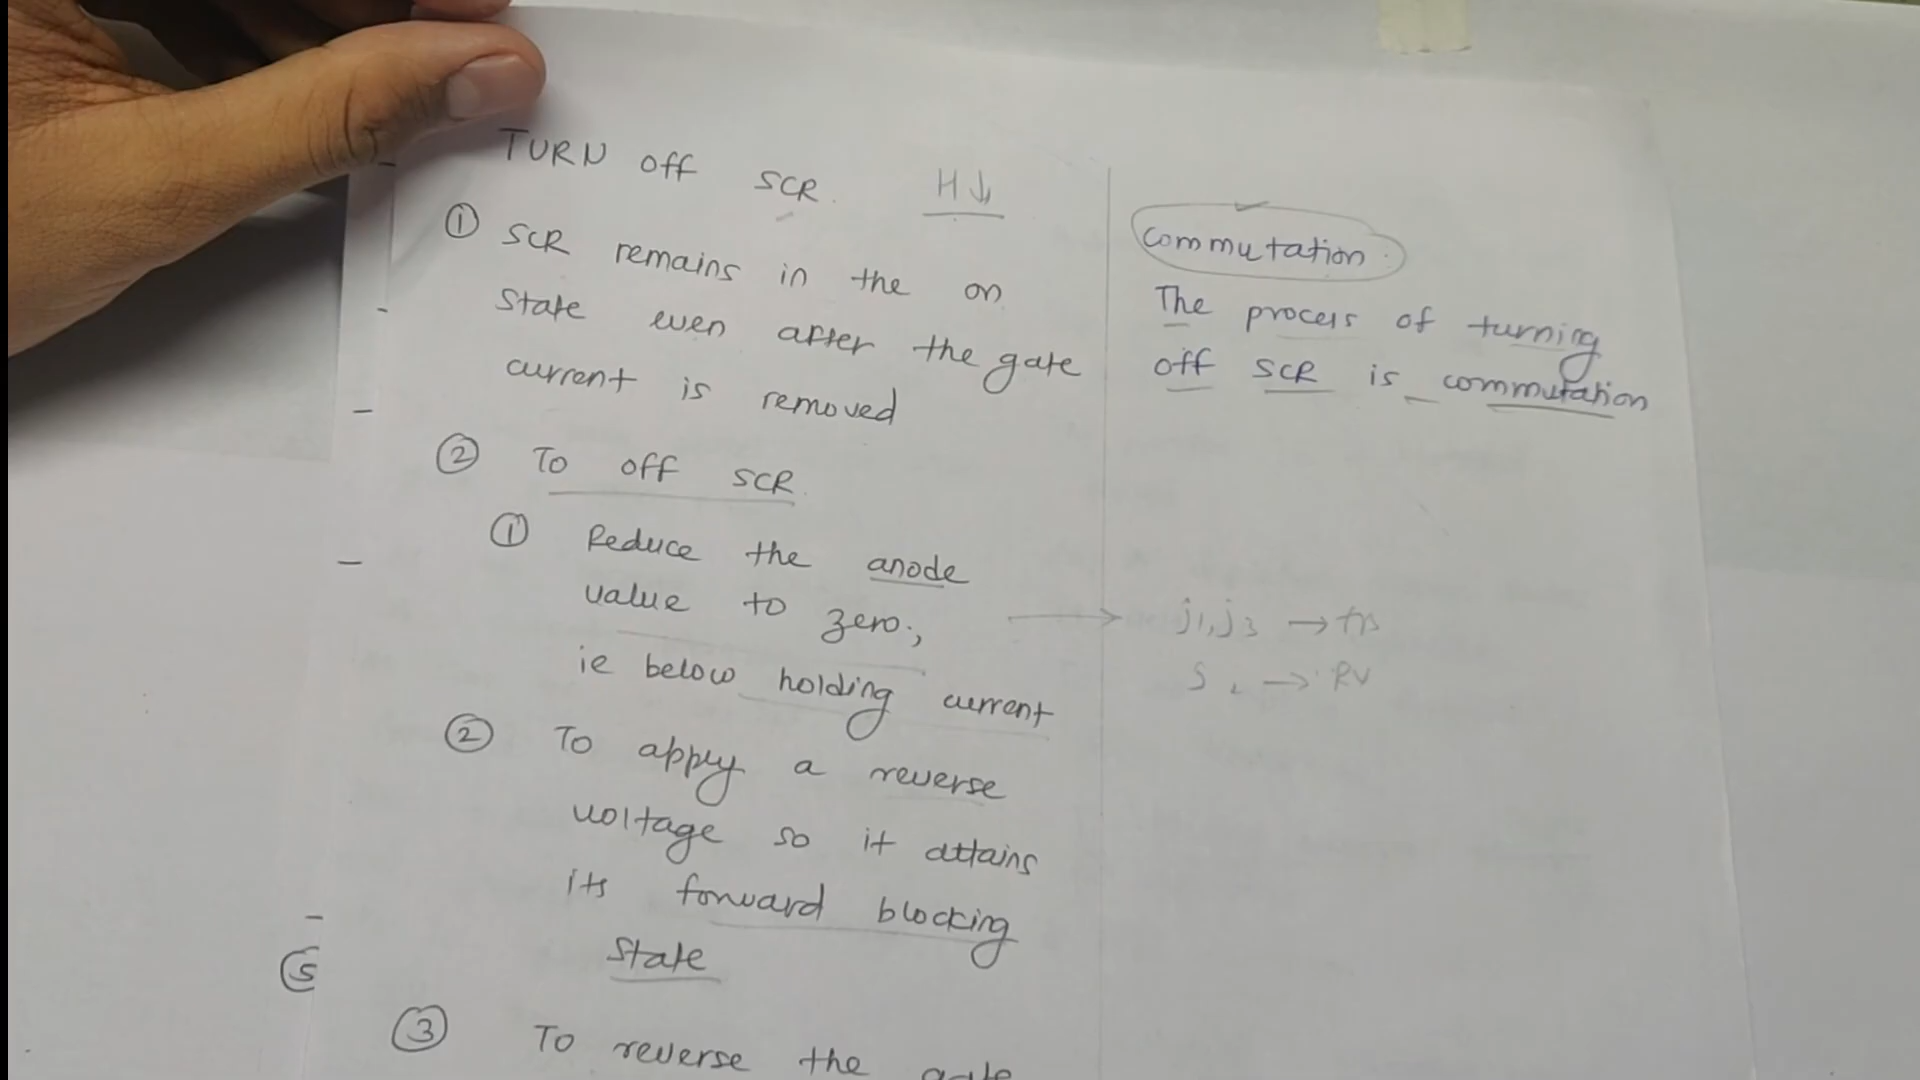 TURN off SCR. H↓
① SCR remains in the on
state even after the gate
current is removed
② To off SCR.
① Reduce the anode
value to zero.,
ie below holding current
② To apply a reverse
voltage so it attains
its forward blocking
state
⑤
③ To reverse the gate
commutation.
The process of turning
off SCR is commutation
j1, j3 →
→ RV